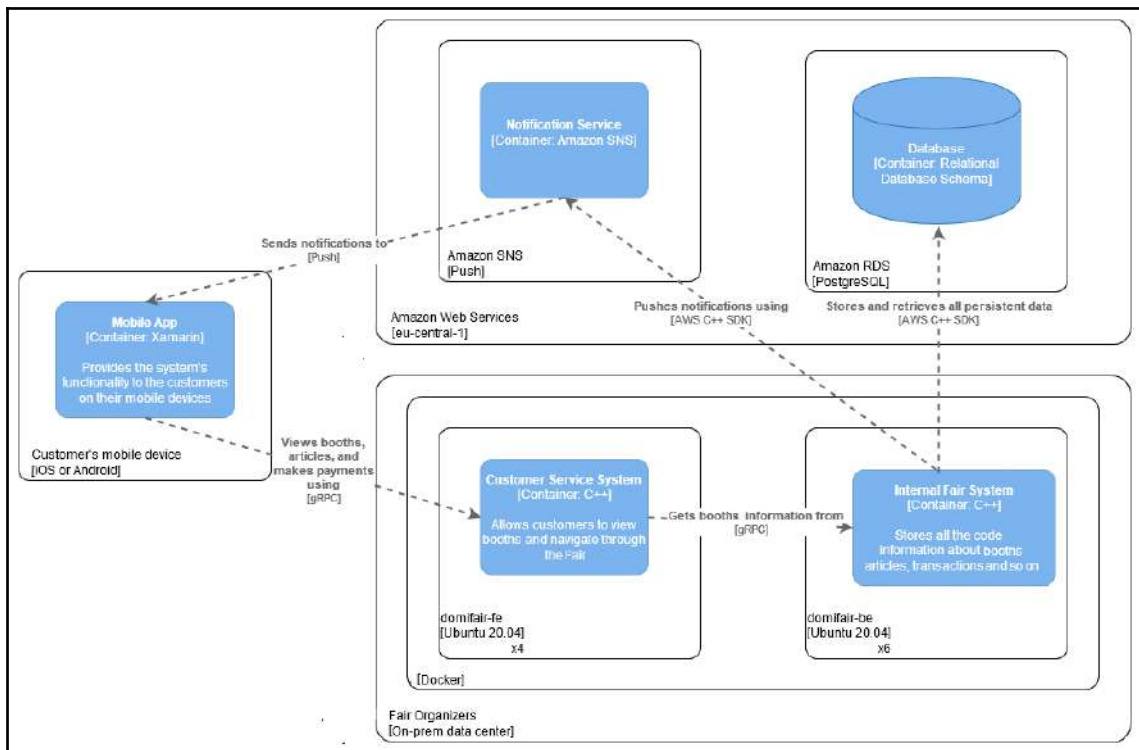 Notification Service
[Container: Amazon SNS]
Database
[Container: Relational
Database Schema]
Sends notifications to
[Push]
Amazon SNS
[Push]
Amazon RDS
[PostgreSQL]
Pushes notifications using
[AWS C++ SDK]
Stores and retrieves all persistent data
[AWS C++ SDK]
Amazon Web Services
[eu-central-1]
Mobile App
[Container: Xamarin]
Provides the system's
functionality to the customers
on their mobile devices
Customer's mobile device
[iOS or Android]
Views booths,
articles, and
makes payments
using
[gRPC]
Customer Service System
[Container: C++]
Allows customers to view
booths and navigate through
the Fair
Gets booths information from
[gRPC]
Internal Fair System
[Container: C++]
Stores all the code
information about booths
articles, transactions and so on
domifair-fe
[Ubuntu 20.04]
x4
domifair-be
[Ubuntu 20.04]
x6
[Docker]
Fair Organizers
[On-prem data center]